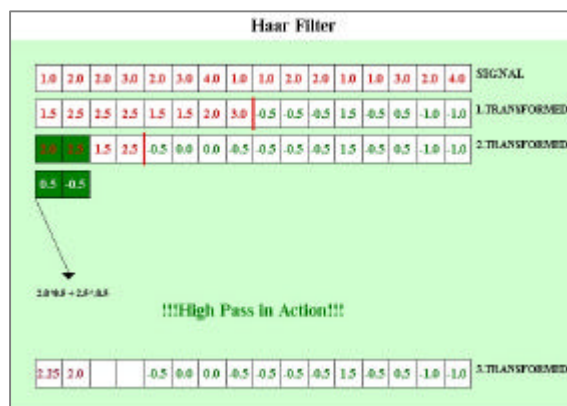 Haar Filter
1.0 2.0 2.0 3.0 2.0 3.0 4.0 1.0 1.0 2.0 2.0 1.0 1.0 3.0 2.0 4.0 SIGNAL
1.5 2.5 2.5 2.5 1.5 1.5 2.0 3.0 -0.5 -0.5 -0.5 1.5 -0.5 0.5 -1.0 -1.0 1.TRANSFORMED
1.5 2.5 -0.5 0.0 0.0 -0.5 -0.5 -0.5 -0.5 1.5 -0.5 0.5 -1.0 -1.0 2.TRANSFORMED
0.5 -0.5
!!!High Pass in Action!!!
2.25 2.0 -0.5 0.0 0.0 -0.5 -0.5 -0.5 -0.5 1.5 -0.5 0.5 -1.0 -1.0 3.TRANSFORMED